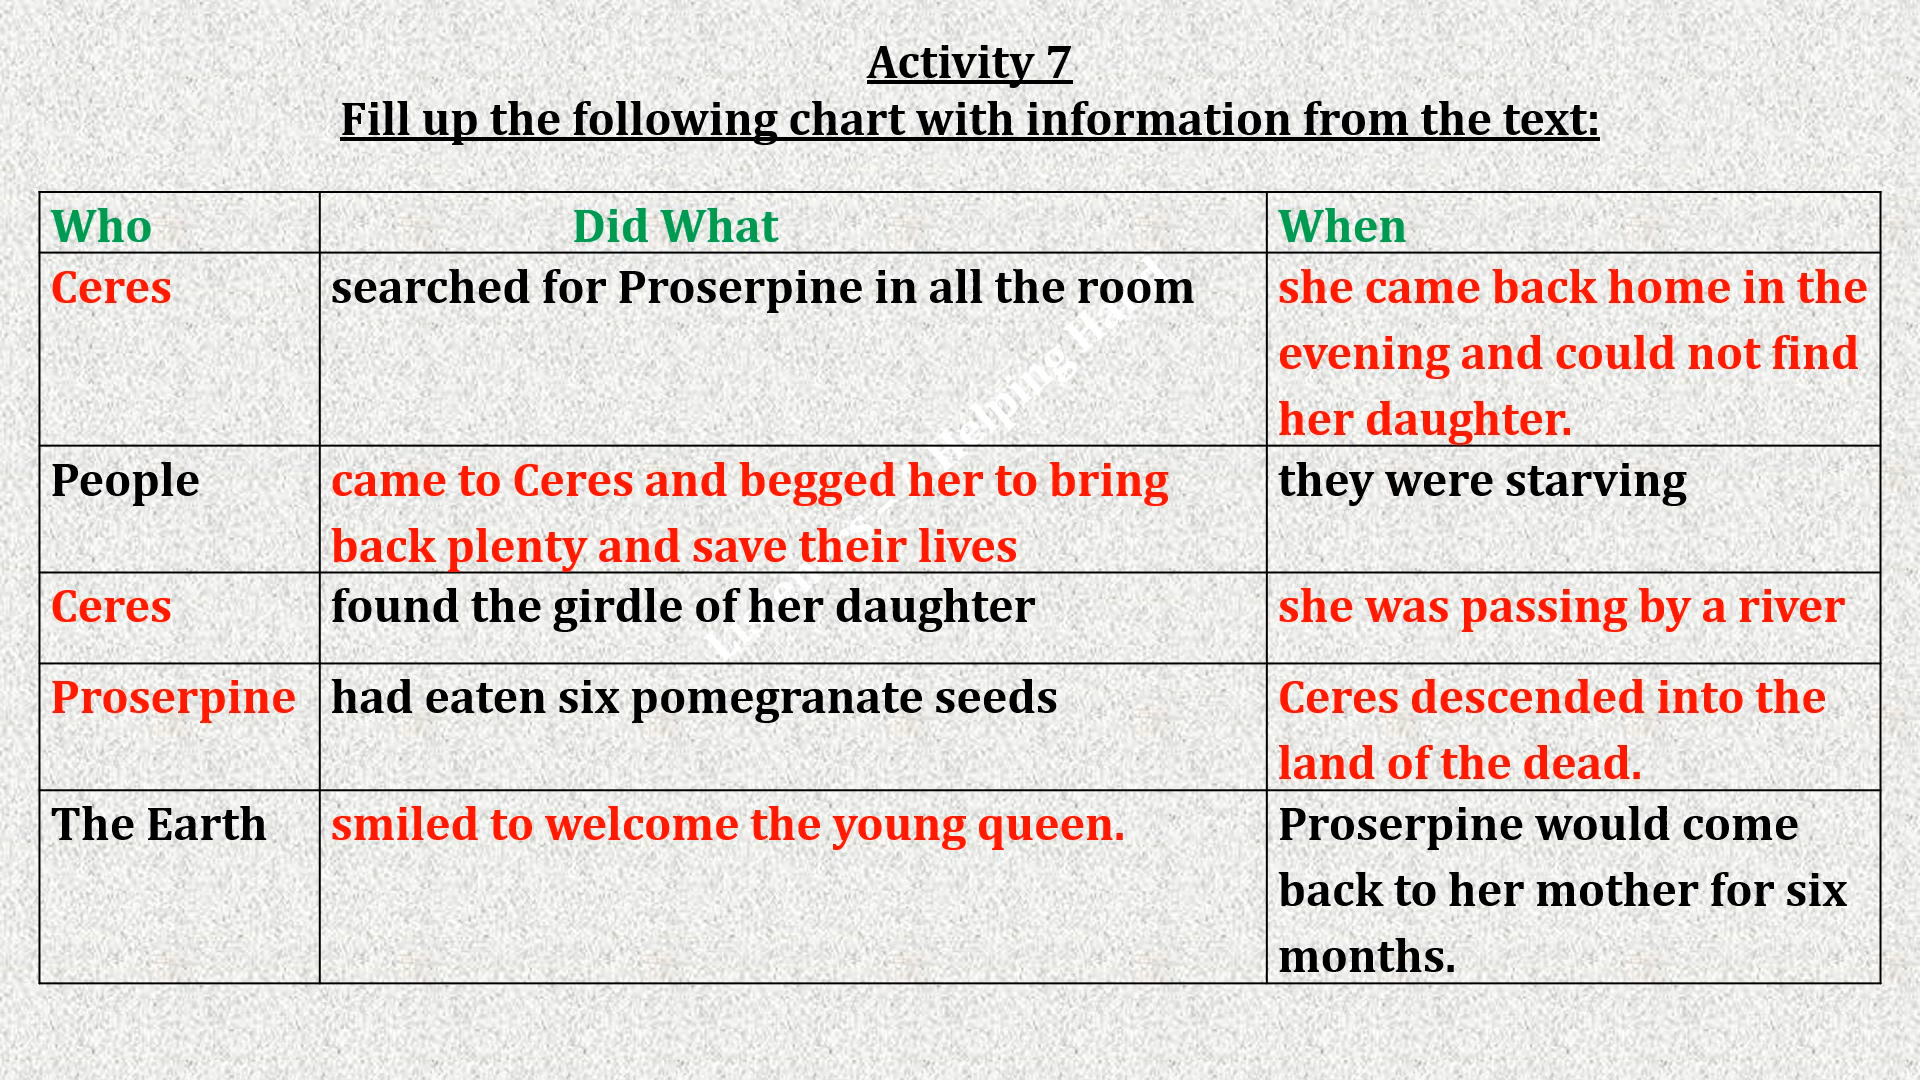 Activity 7
Fill up the following chart with information from the text:
Who Did What When
Ceres searched for Proserpine in all the room she came back home in the
evening and could not find
her daughter.
People came to Ceres and begged her to bring they were starving
back plenty and save their lives
Ceres found the girdle of her daughter she was passing by a river
Proserpine had eaten six pomegranate seeds Ceres descended into the
land of the dead.
The Earth smiled to welcome the young queen. Proserpine would come
back to her mother for six
months.
helping